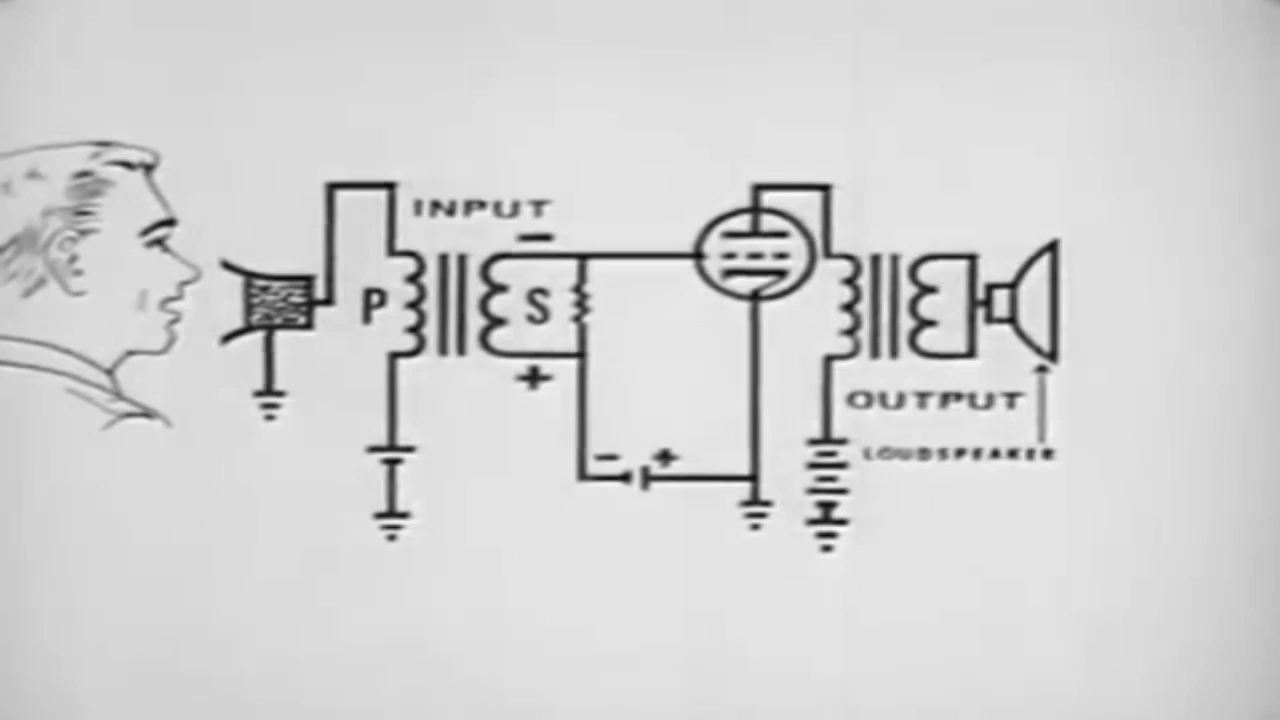 INPUT
−
P
S
+
− +
OUTPUT
LOUDSPEAKER